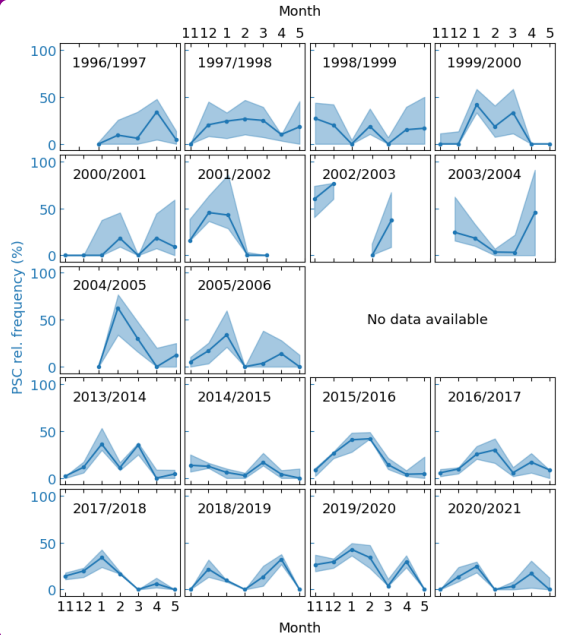 Month
11 12 1 2 3 4 5 11 12 1 2 3 4 5
100 1996/1997 1997/1998 1998/1999 1999/2000
50
0
100 2000/2001 2001/2002 2002/2003 2003/2004
50
0
100 2004/2005 2005/2006
50 No data available
0
PSC rel. frequency (%)
100 2013/2014 2014/2015 2015/2016 2016/2017
50
0
100 2017/2018 2018/2019 2019/2020 2020/2021
50
0
11 12 1 2 3 4 5 11 12 1 2 3 4 5
Month